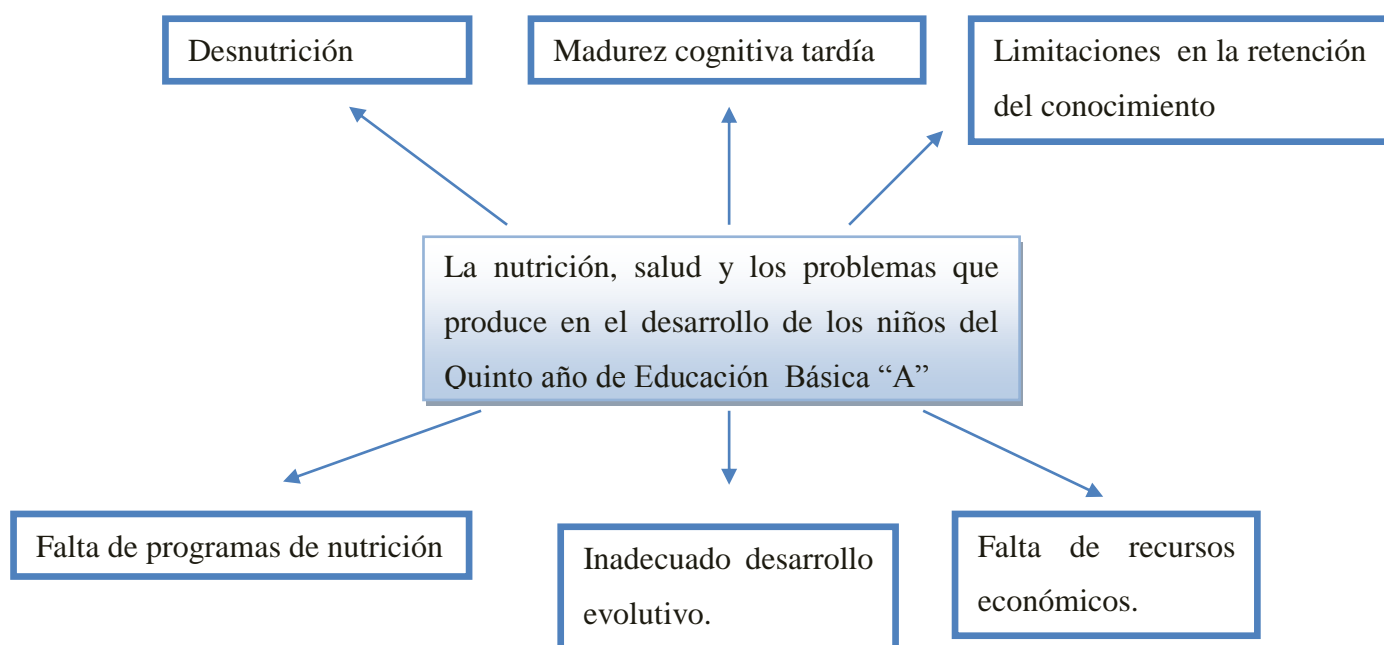 Desnutrición
Madurez cognitiva tardía
Limitaciones en la retención
del conocimiento
La nutrición, salud y los problemas que
produce en el desarrollo de los niños del
Quinto año de Educación Básica “A”
Falta de programas de nutrición
Inadecuado desarrollo
evolutivo.
Falta de recursos
económicos.